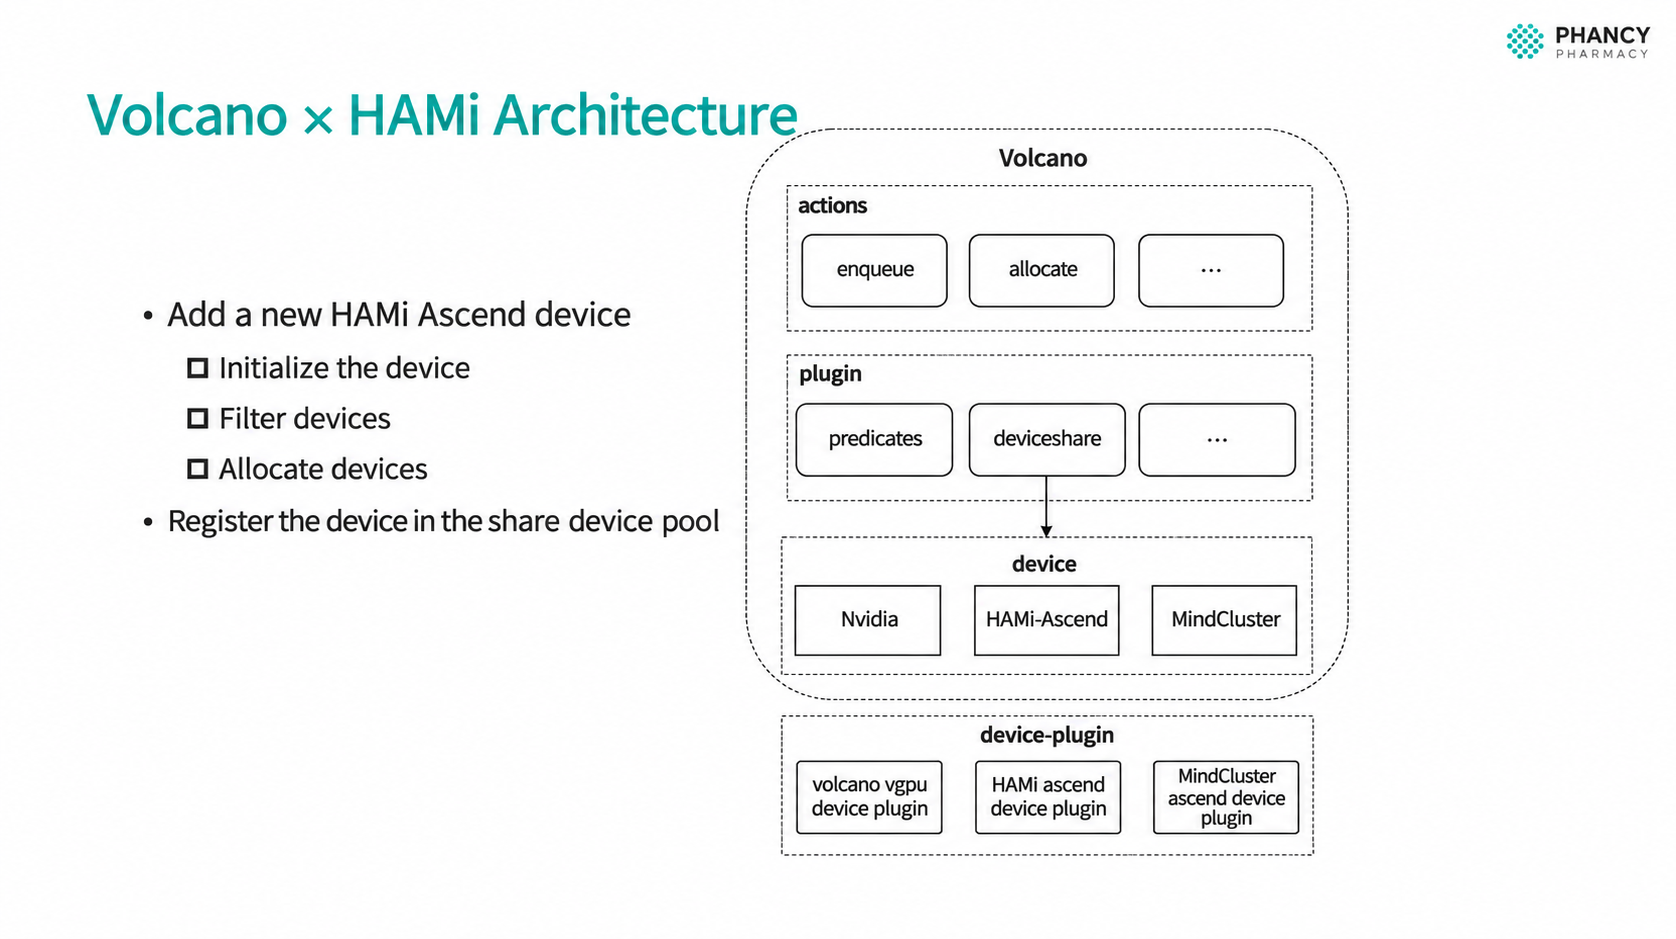 PHANCY
PHARMACY
Volcano × HAMi Architecture
• Add a new HAMi Ascend device
Initialize the device
Filter devices
Allocate devices
• Register the device in the share device pool
Volcano
actions
enqueue
allocate
...
plugin
predicates
deviceshare
...
device
Nvidia
HAMi-Ascend
MindCluster
device-plugin
volcano vgpu
device plugin
HAMi ascend
device plugin
MindCluster
ascend device
plugin